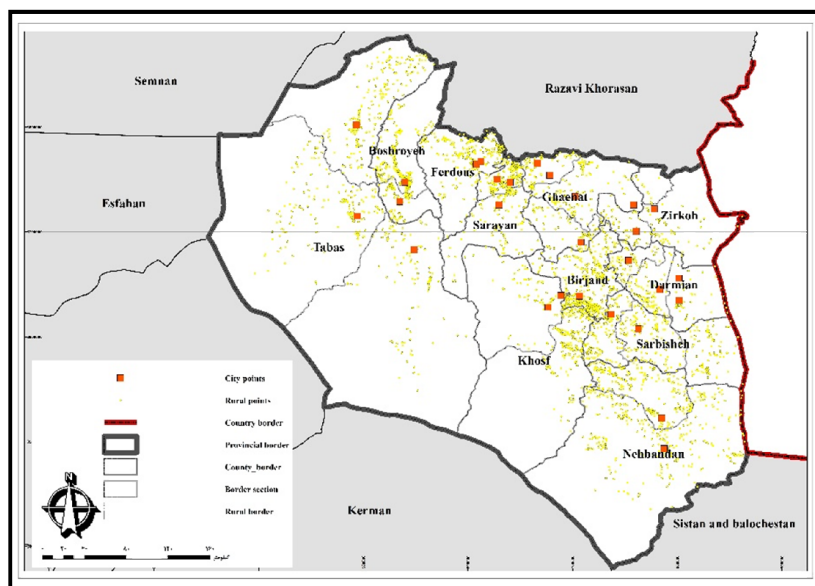 Semnan
Razavi Khorasan
Boshroyeh
Ferdous
Esfahan
Ghaenat
Zirkoh
Sarayan
Tabas
Birjand
Darmian
Sarbisheh
Khosf
City points
Rural points
Country border
Provincial border
County_border
Border section
Rural border
N
Nehbandan
Kerman
Sistan and balochestan